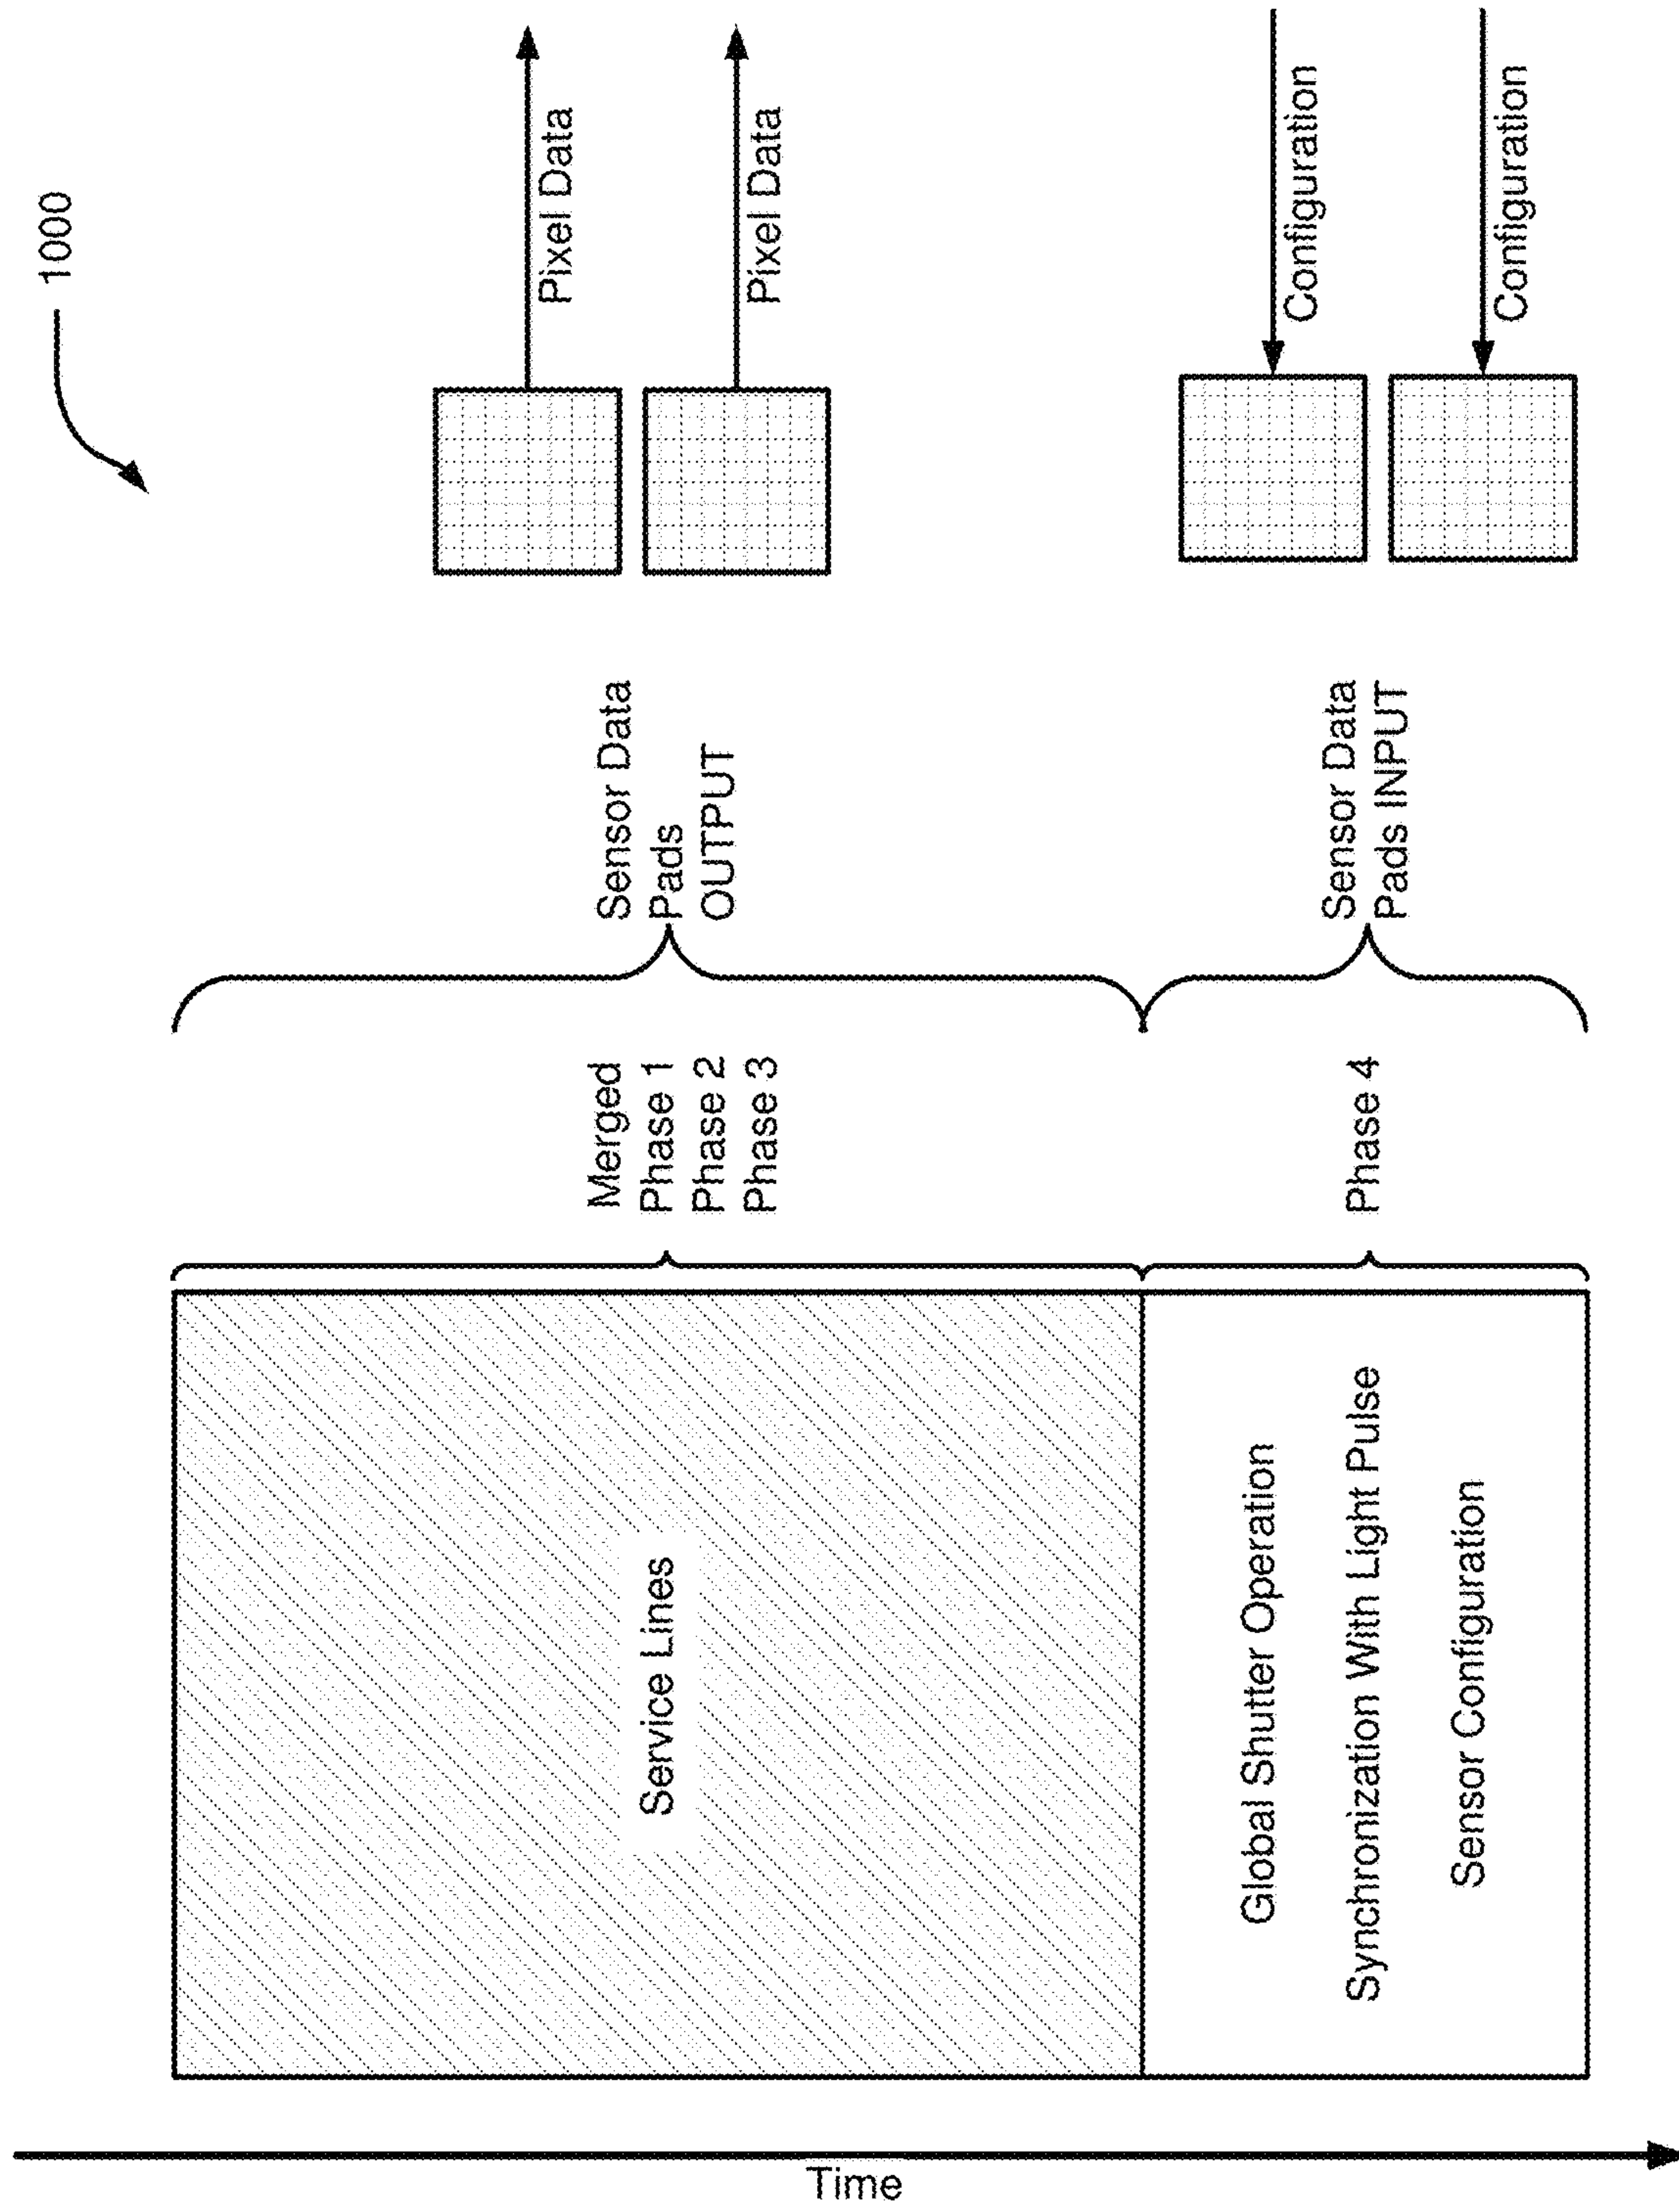 1000
Pixel Data
Pixel Data
Configuration
Configuration
Sensor Data
Pads
OUTPUT
Sensor Data
Pads INPUT
Merged
Phase 1
Phase 2
Phase 3
Phase 4
Service Lines
Global Shutter Operation
Synchronization With Light Pulse
Sensor Configuration
Time